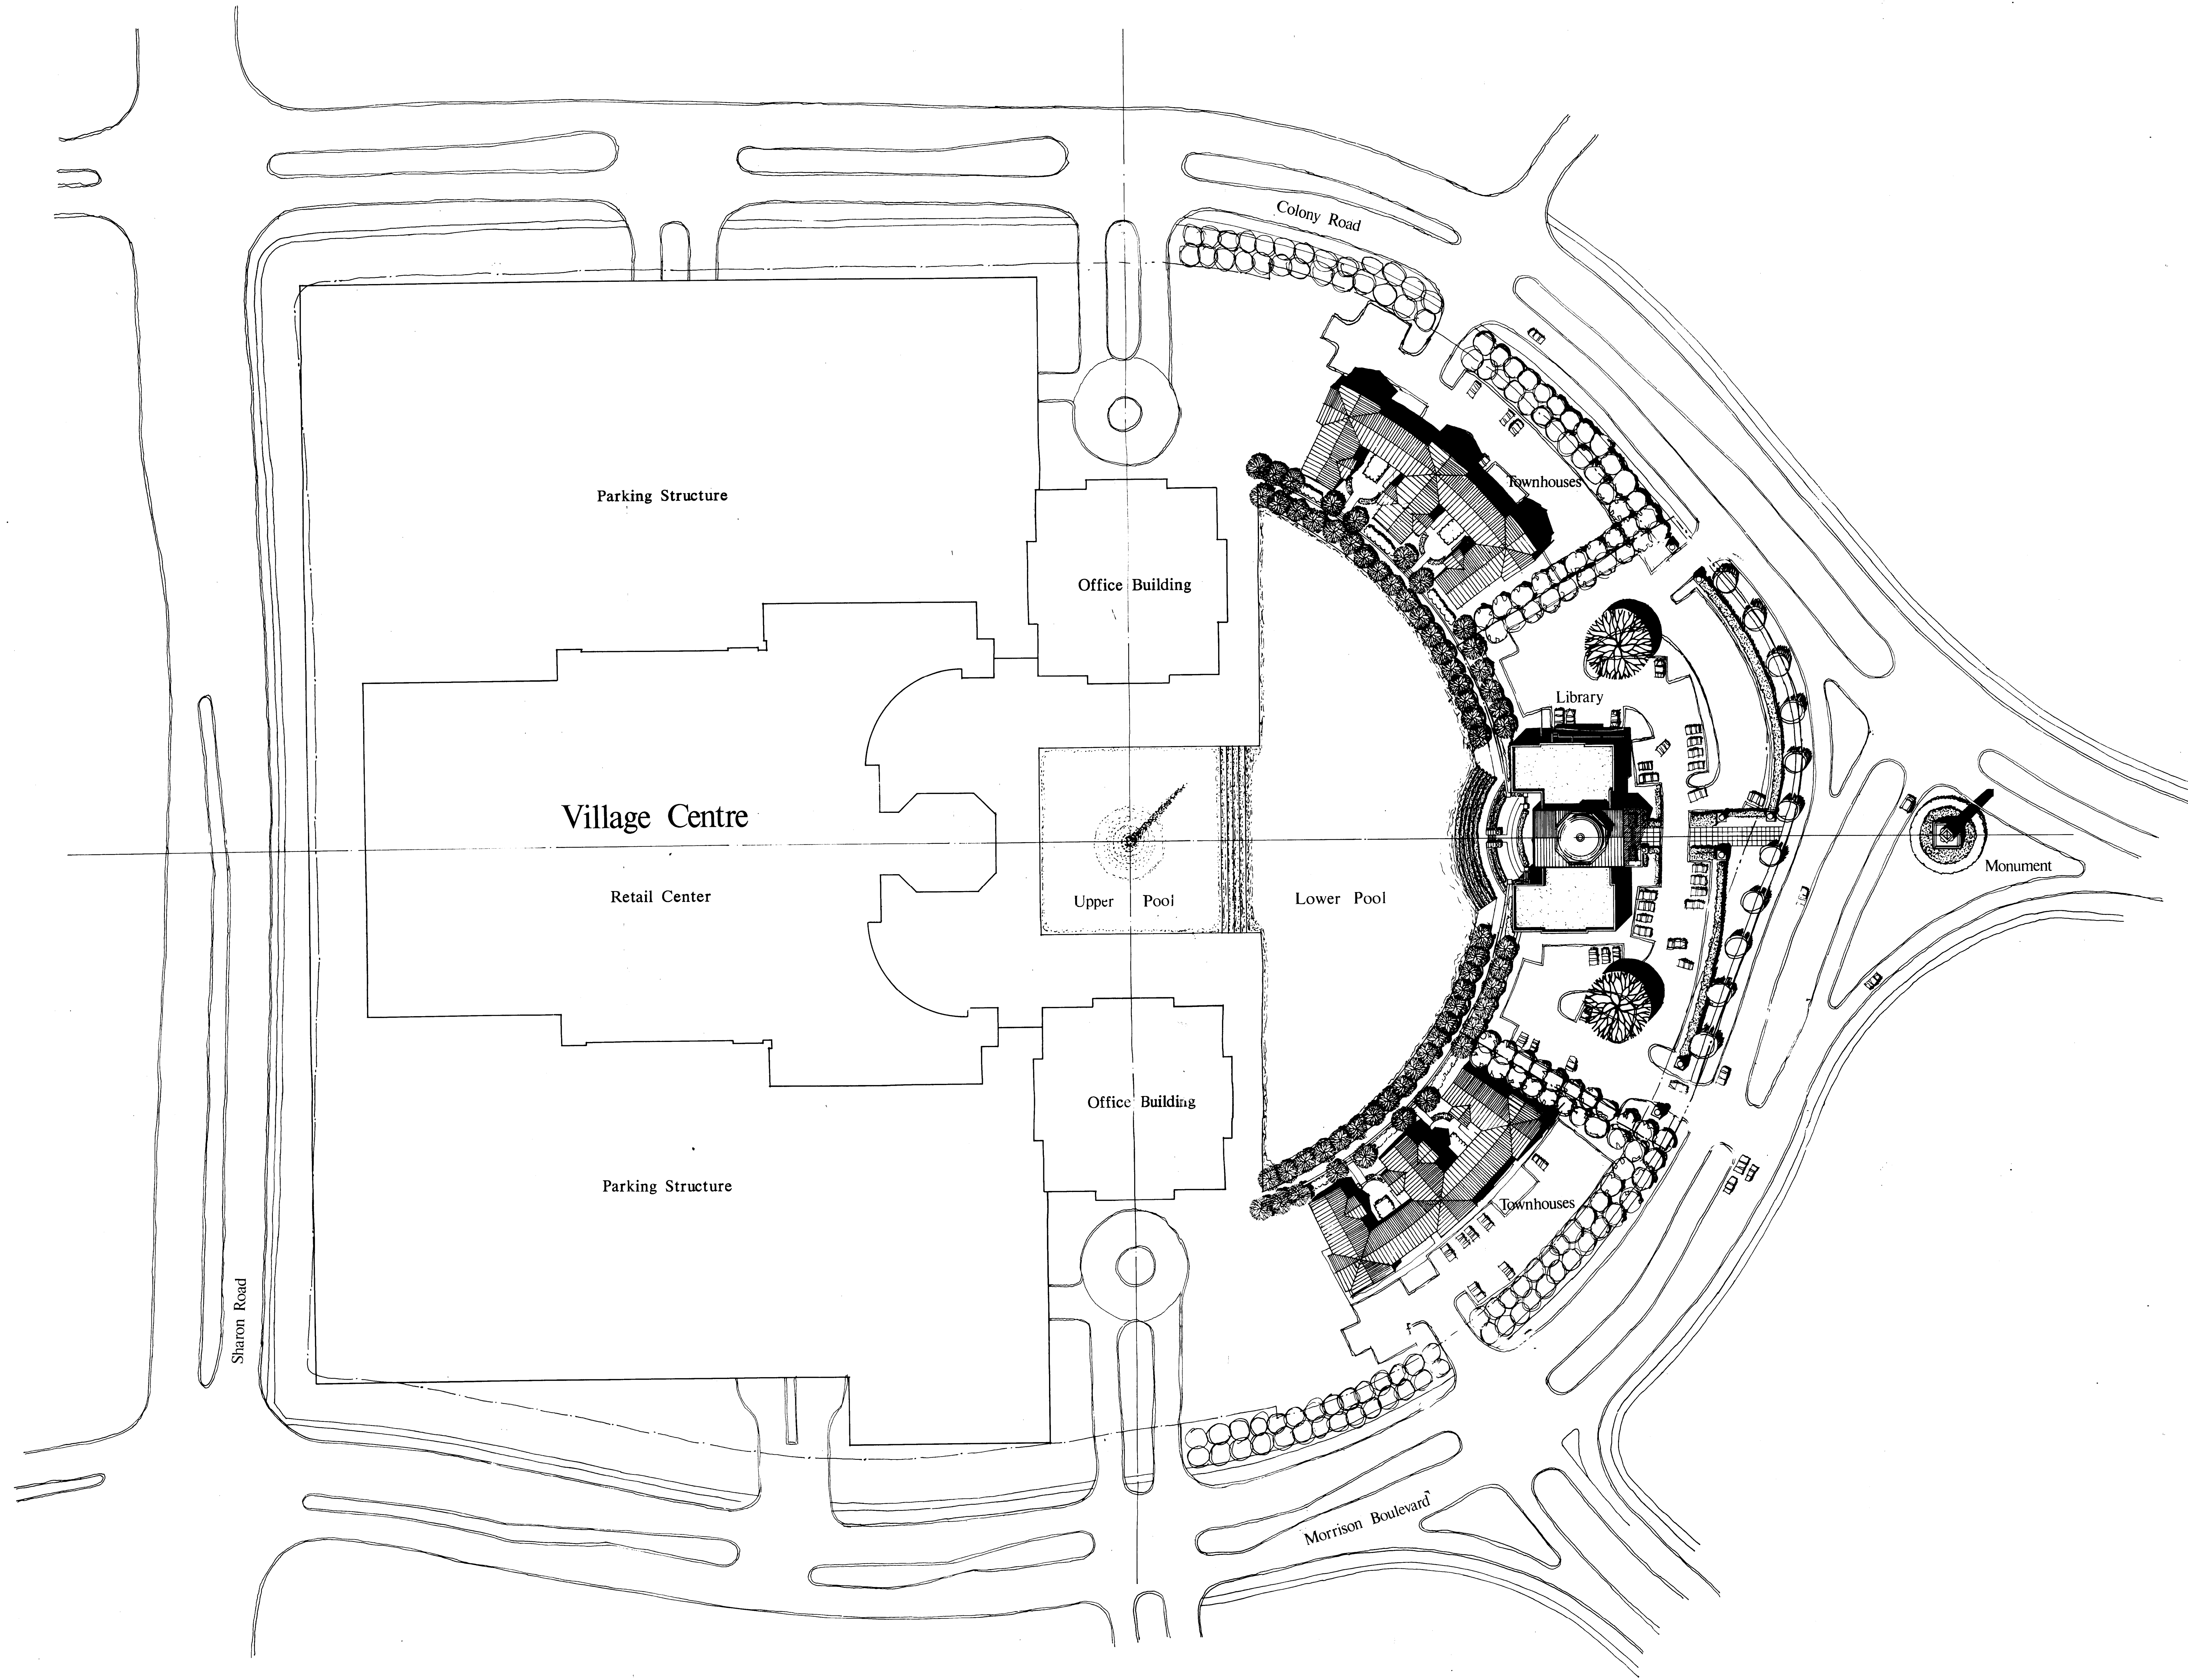 Colony Road
Townhouses
Parking Structure
Office Building
Library
Village Centre
Retail Center
Upper Pool
Lower Pool
Monument
Office Building
Parking Structure
Townhouses
Sharon Road
Morrison Boulevard